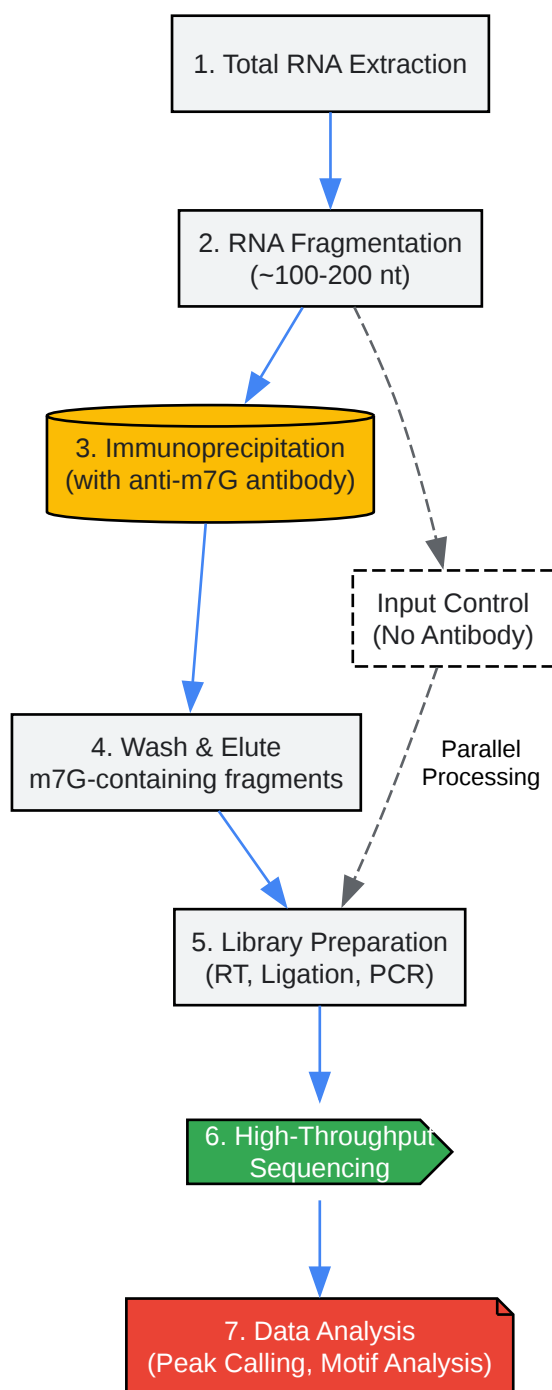 1. Total RNA Extraction
2. RNA Fragmentation
(~100-200 nt)
3. Immunoprecipitation
(with anti-m7G antibody)
Input Control
(No Antibody)
4. Wash & Elute
m7G-containing fragments
Parallel
Processing
5. Library Preparation
(RT, Ligation, PCR)
6. High-Throughput
Sequencing
7. Data Analysis
(Peak Calling, Motif Analysis)